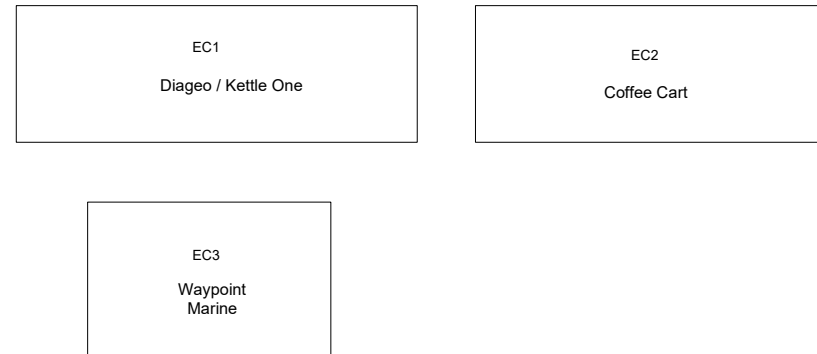 EC1
Diageo / Kettle One
EC2
Coffee Cart
EC3
Waypoint
Marine